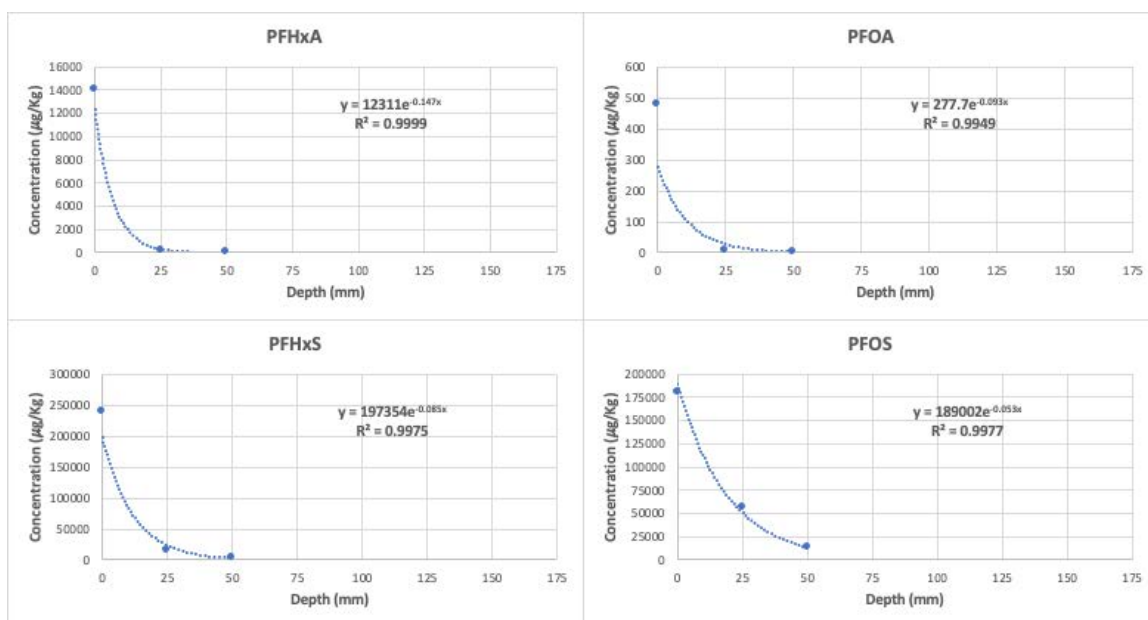 PFHxA
Concentration (µg/Kg)
16000
14000
12000
10000
8000
6000
4000
2000
0
y = 12311e^-0.147x
R² = 0.9999
0 25 50 75 100 125 150 175
Depth (mm)
PFOA
Concentration (µg/Kg)
600
500
400
300
200
100
0
y = 277.7e^-0.093x
R² = 0.9949
0 25 50 75 100 125 150 175
Depth (mm)
PFHxS
Concentration (µg/Kg)
300000
250000
200000
150000
100000
50000
0
y = 197354e^-0.085x
R² = 0.9975
0 25 50 75 100 125 150 175
Depth (mm)
PFOS
Concentration (µg/Kg)
200000
175000
150000
125000
100000
75000
50000
25000
0
y = 189002e^-0.053x
R² = 0.9977
0 25 50 75 100 125 150 175
Depth (mm)